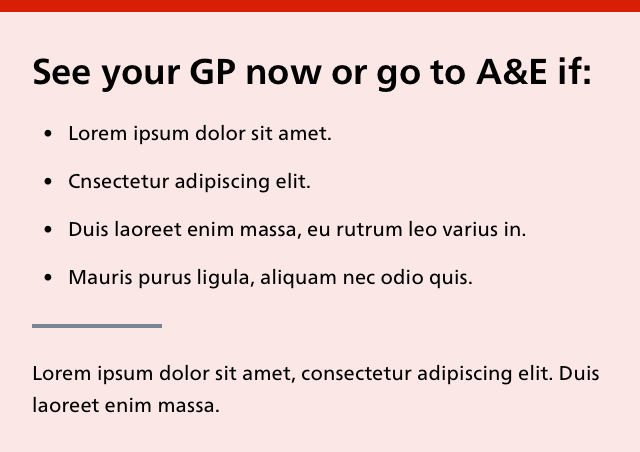 See your GP now or go to A&E if:
• Lorem ipsum dolor sit amet.
• Cnsectetur adipiscing elit.
• Duis laoreet enim massa, eu rutrum leo varius in.
• Mauris purus ligula, aliquam nec odio quis.
Lorem ipsum dolor sit amet, consectetur adipiscing elit. Duis
laoreet enim massa.